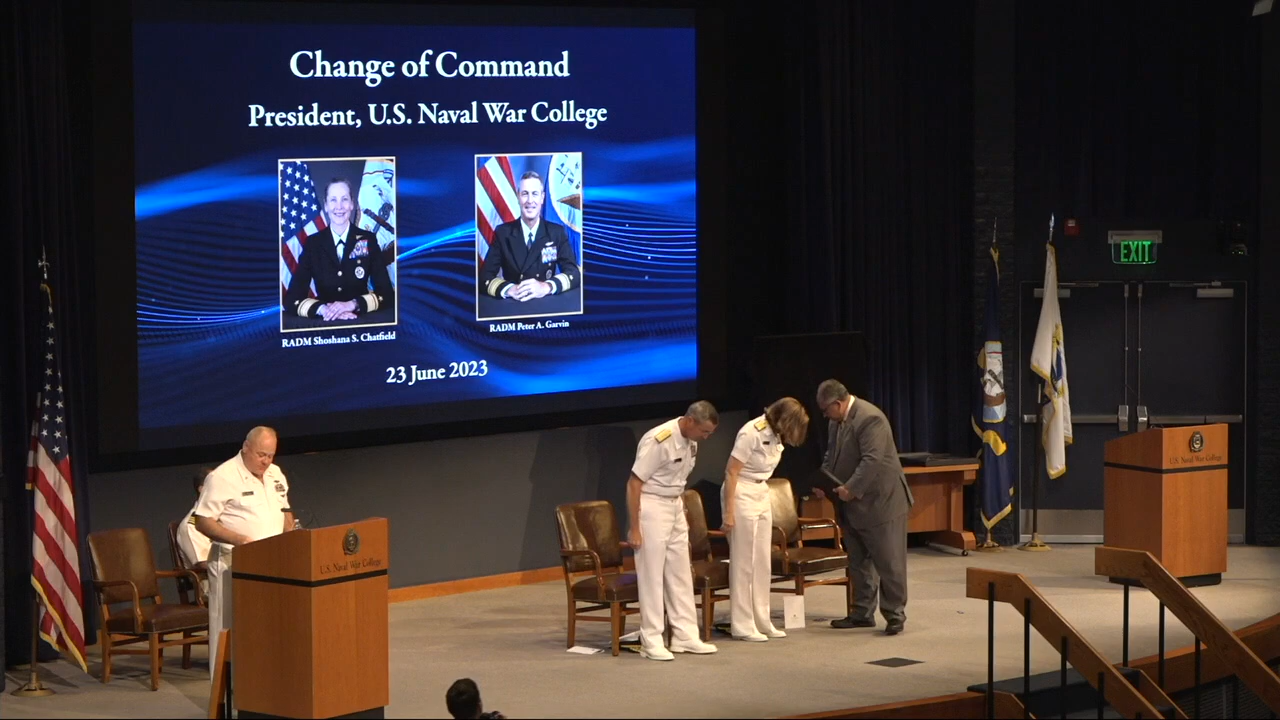 Change of Command
President, U.S. Naval War College
RADM Shoshana S. Chatfield
RADM Peter A. Garvin
23 June 2023
EXIT
U.S. Naval War College
U.S. Naval War College